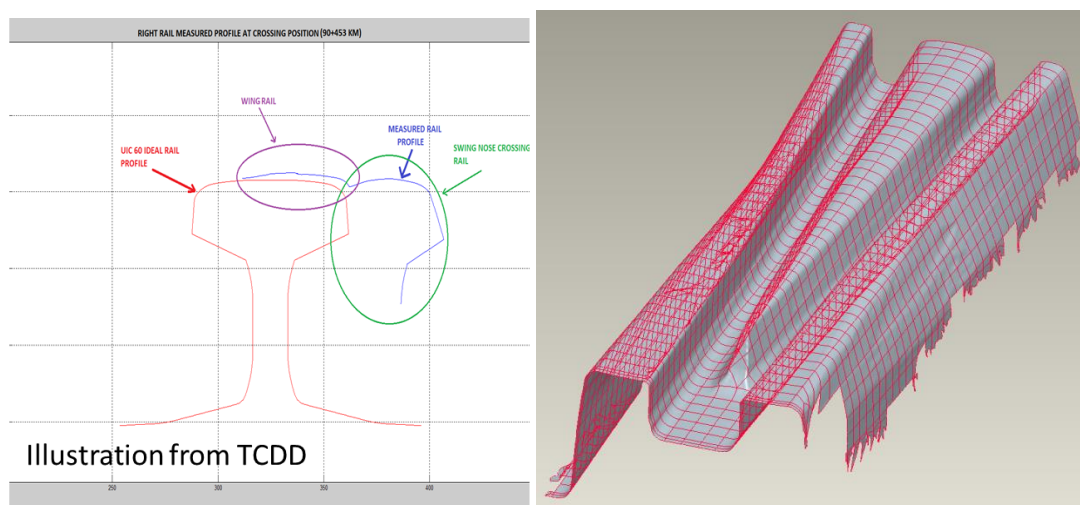 RIGHT RAIL MEASURED PROFILE AT CROSSING POSITION (90+453 KM)
WING RAIL
UIC 60 IDEAL RAIL
PROFILE
MEASURED RAIL
PROFILE
SWING NOSE CROSSING
RAIL
Illustration from TCDD
250
300
350
400